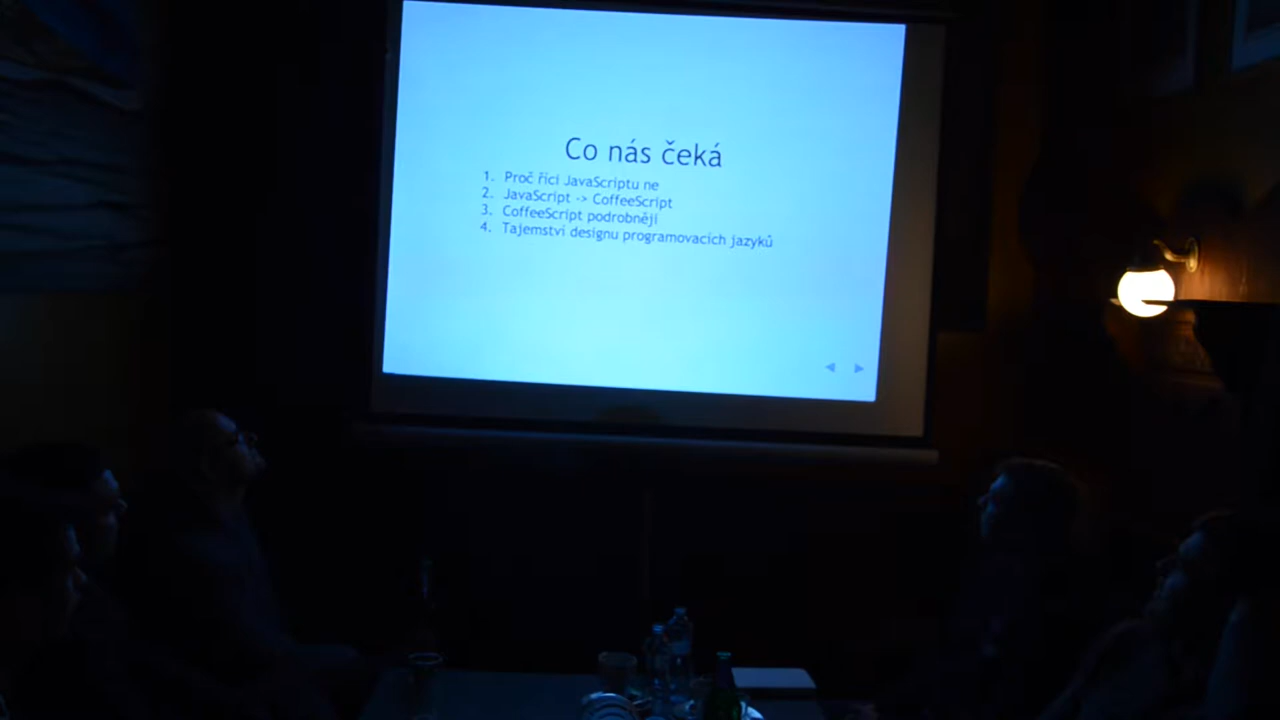 Co nás čeká
1. Proč říci JavaScriptu ne
2. JavaScript -> CoffeeScript
3. CoffeeScript podrobněji
4. Tajemství designu programovacích jazyků